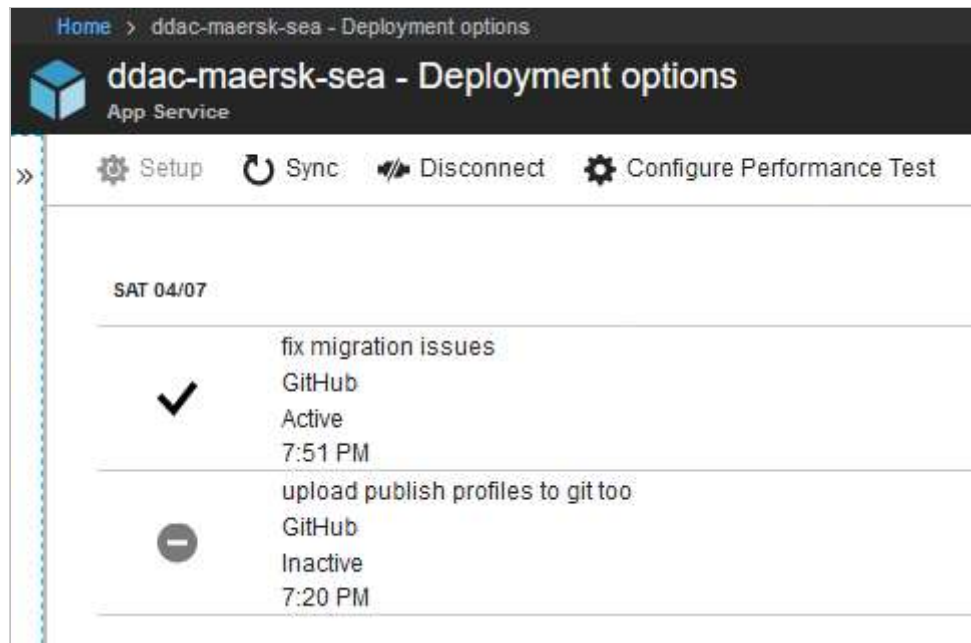 Home > ddac-maersk-sea - Deployment options
ddac-maersk-sea - Deployment options
App Service
» Setup Sync Disconnect Configure Performance Test
SAT 04/07
fix migration issues
GitHub
Active
7:51 PM
upload publish profiles to git too
GitHub
Inactive
7:20 PM